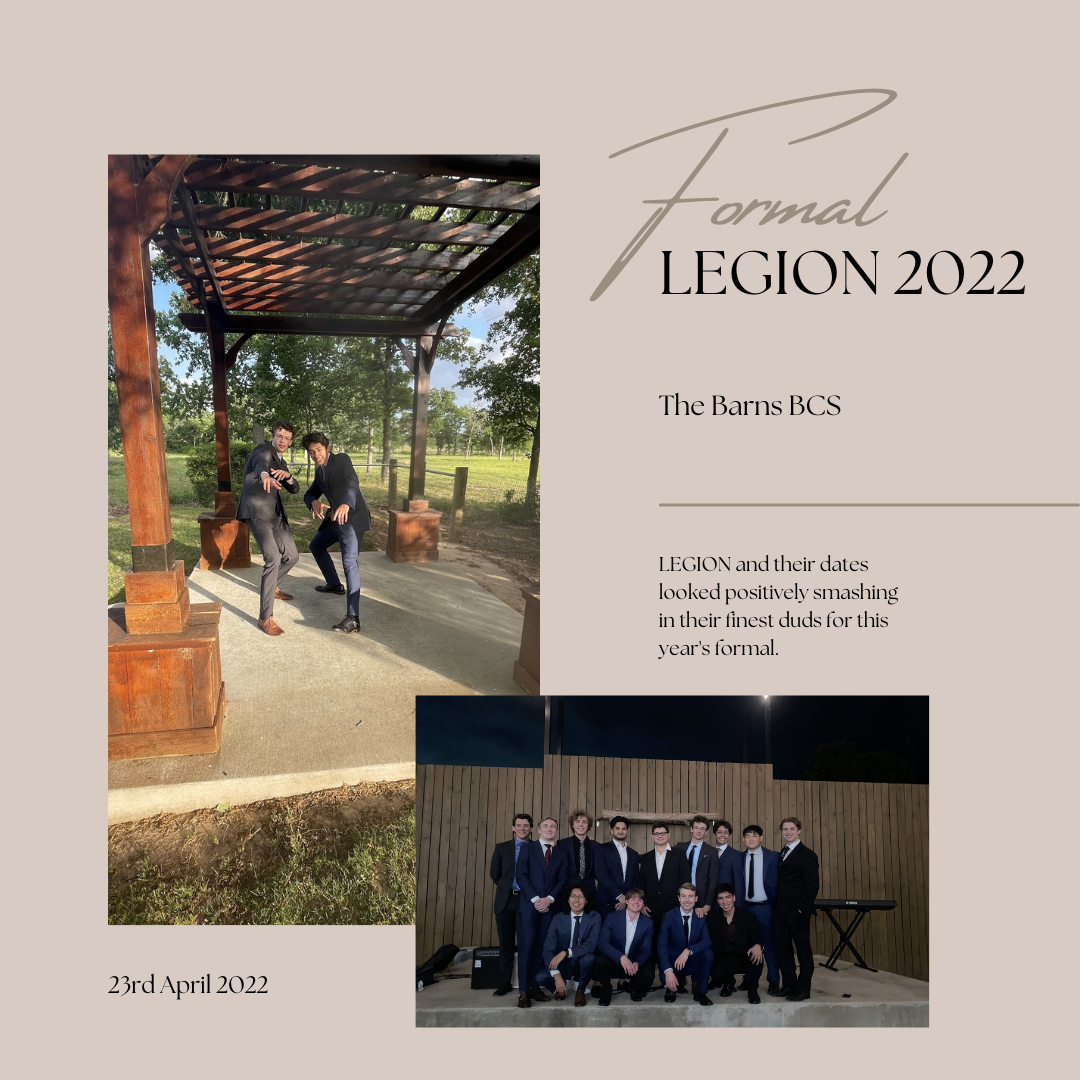 Formal
LEGION 2022
The Barns BCS
LEGION and their dates
looked positively smashing
in their finest duds for this
year's formal.
23rd April 2022